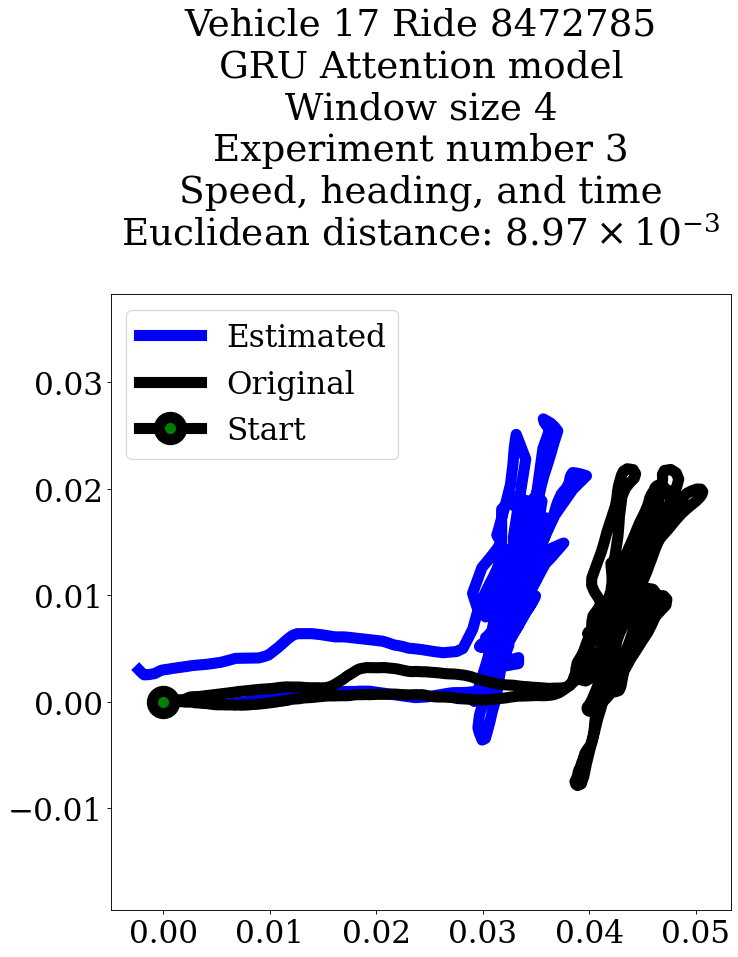 Vehicle 17 Ride 8472785
GRU Attention model
Window size 4
Experiment number 3
Speed, heading, and time
Euclidean distance: 8.97 × 10⁻³
Estimated
Original
Start
0.03
0.02
0.01
0.00
−0.01
0.00 0.01 0.02 0.03 0.04 0.05